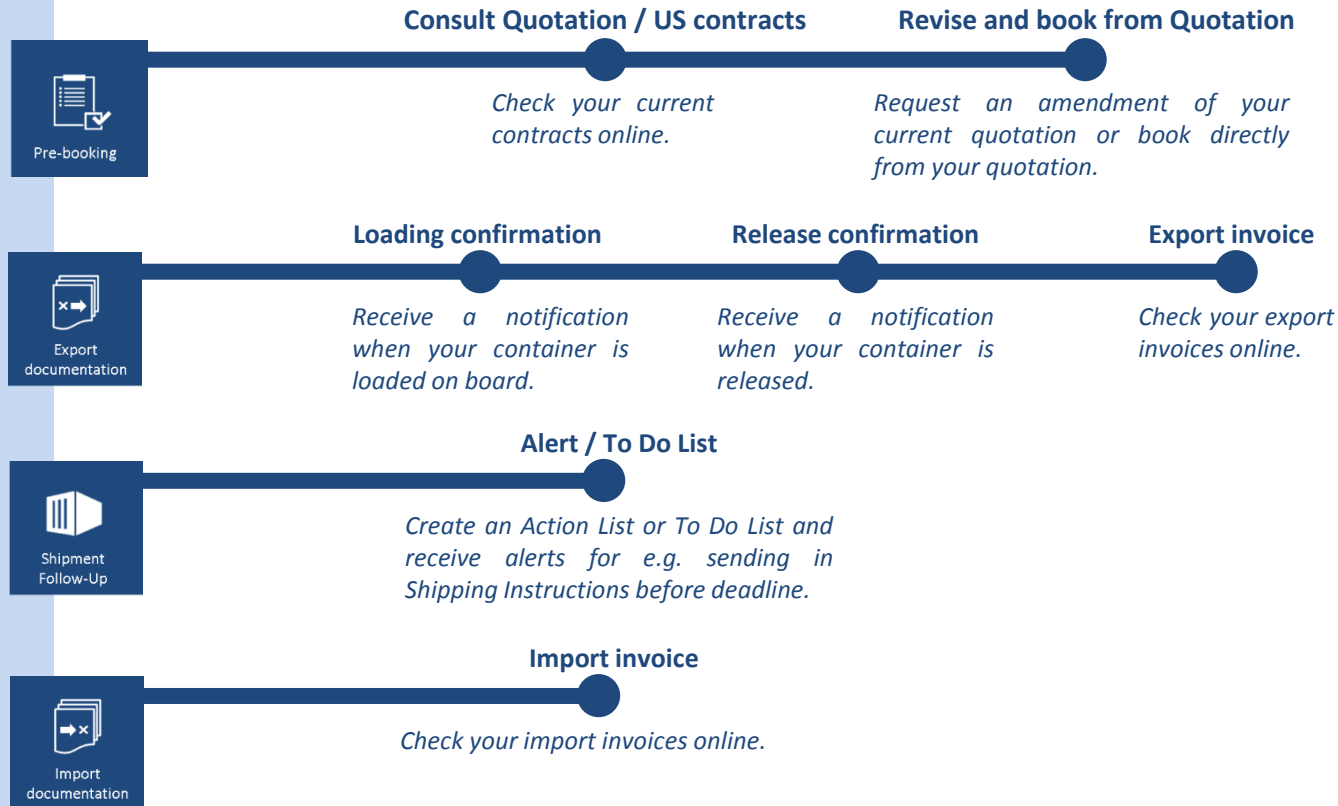 Consult Quotation / US contracts
Revise and book from Quotation
Pre-booking
Check your current
contracts online.
Request an amendment of your
current quotation or book directly
from your quotation.
Loading confirmation
Release confirmation
Export invoice
Export
documentation
Receive a notification
when your container is
loaded on board.
Receive a notification
when your container is
released.
Check your export
invoices online.
Alert / To Do List
Shipment
Follow-Up
Create an Action List or To Do List and
receive alerts for e.g. sending in
Shipping Instructions before deadline.
Import invoice
Import
documentation
Check your import invoices online.